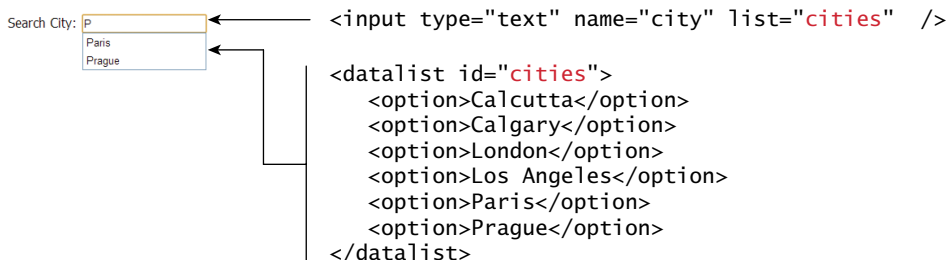 Search City: P
Paris
Prague
<input type="text" name="city" list="cities" />
<datalist id="cities">
<option>Calcutta</option>
<option>Calgary</option>
<option>London</option>
<option>Los Angeles</option>
<option>Paris</option>
<option>Prague</option>
</datalist>